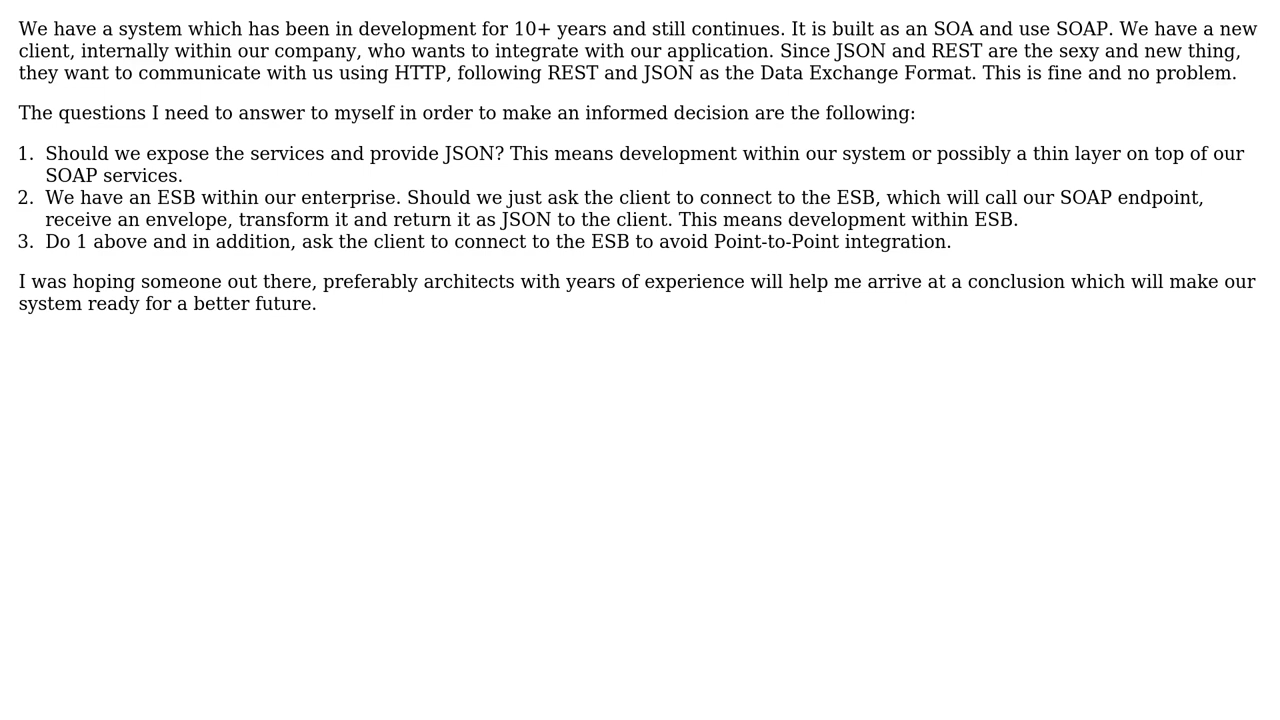 We have a system which has been in development for 10+ years and still continues. It is built as an SOA and use SOAP. We have a new
client, internally within our company, who wants to integrate with our application. Since JSON and REST are the sexy and new thing,
they want to communicate with us using HTTP, following REST and JSON as the Data Exchange Format. This is fine and no problem.
The questions I need to answer to myself in order to make an informed decision are the following:
1. Should we expose the services and provide JSON? This means development within our system or possibly a thin layer on top of our
SOAP services.
2. We have an ESB within our enterprise. Should we just ask the client to connect to the ESB, which will call our SOAP endpoint,
receive an envelope, transform it and return it as JSON to the client. This means development within ESB.
3. Do 1 above and in addition, ask the client to connect to the ESB to avoid Point-to-Point integration.
I was hoping someone out there, preferably architects with years of experience will help me arrive at a conclusion which will make our
system ready for a better future.